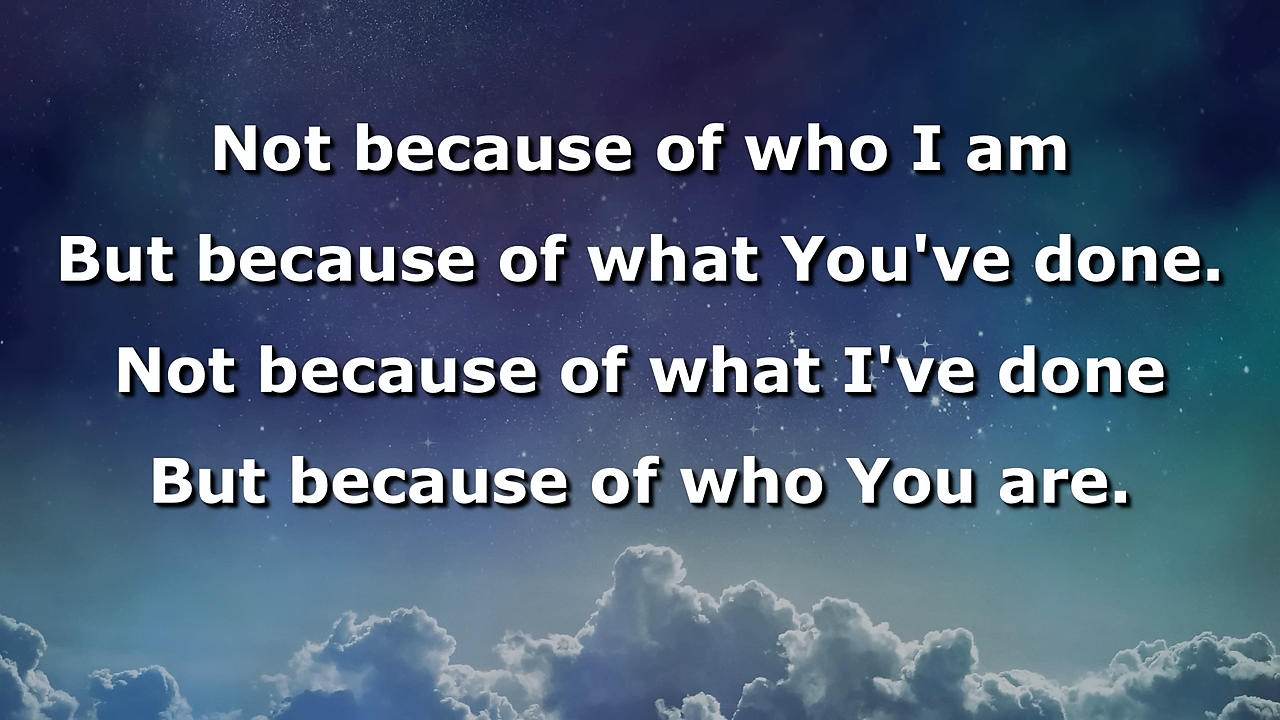 Not because of who I am
But because of what You've done.
Not because of what I've done
But because of who You are.